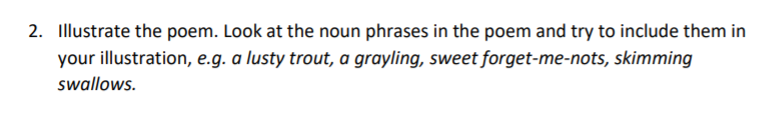 2. Illustrate the poem. Look at the noun phrases in the poem and try to include them in
your illustration, e.g. a lusty trout, a grayling, sweet forget-me-nots, skimming
swallows.